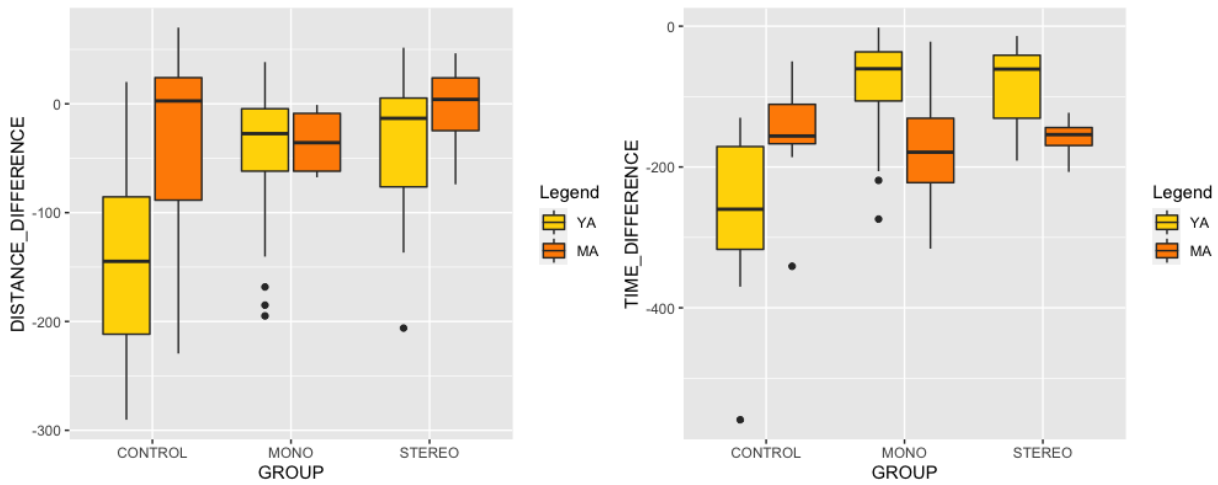 DISTANCE_DIFFERENCE
0
-100
-200
-300
CONTROL
MONO
STEREO
GROUP
Legend
YA
MA
TIME_DIFFERENCE
0
-200
-400
CONTROL
MONO
STEREO
GROUP
Legend
YA
MA